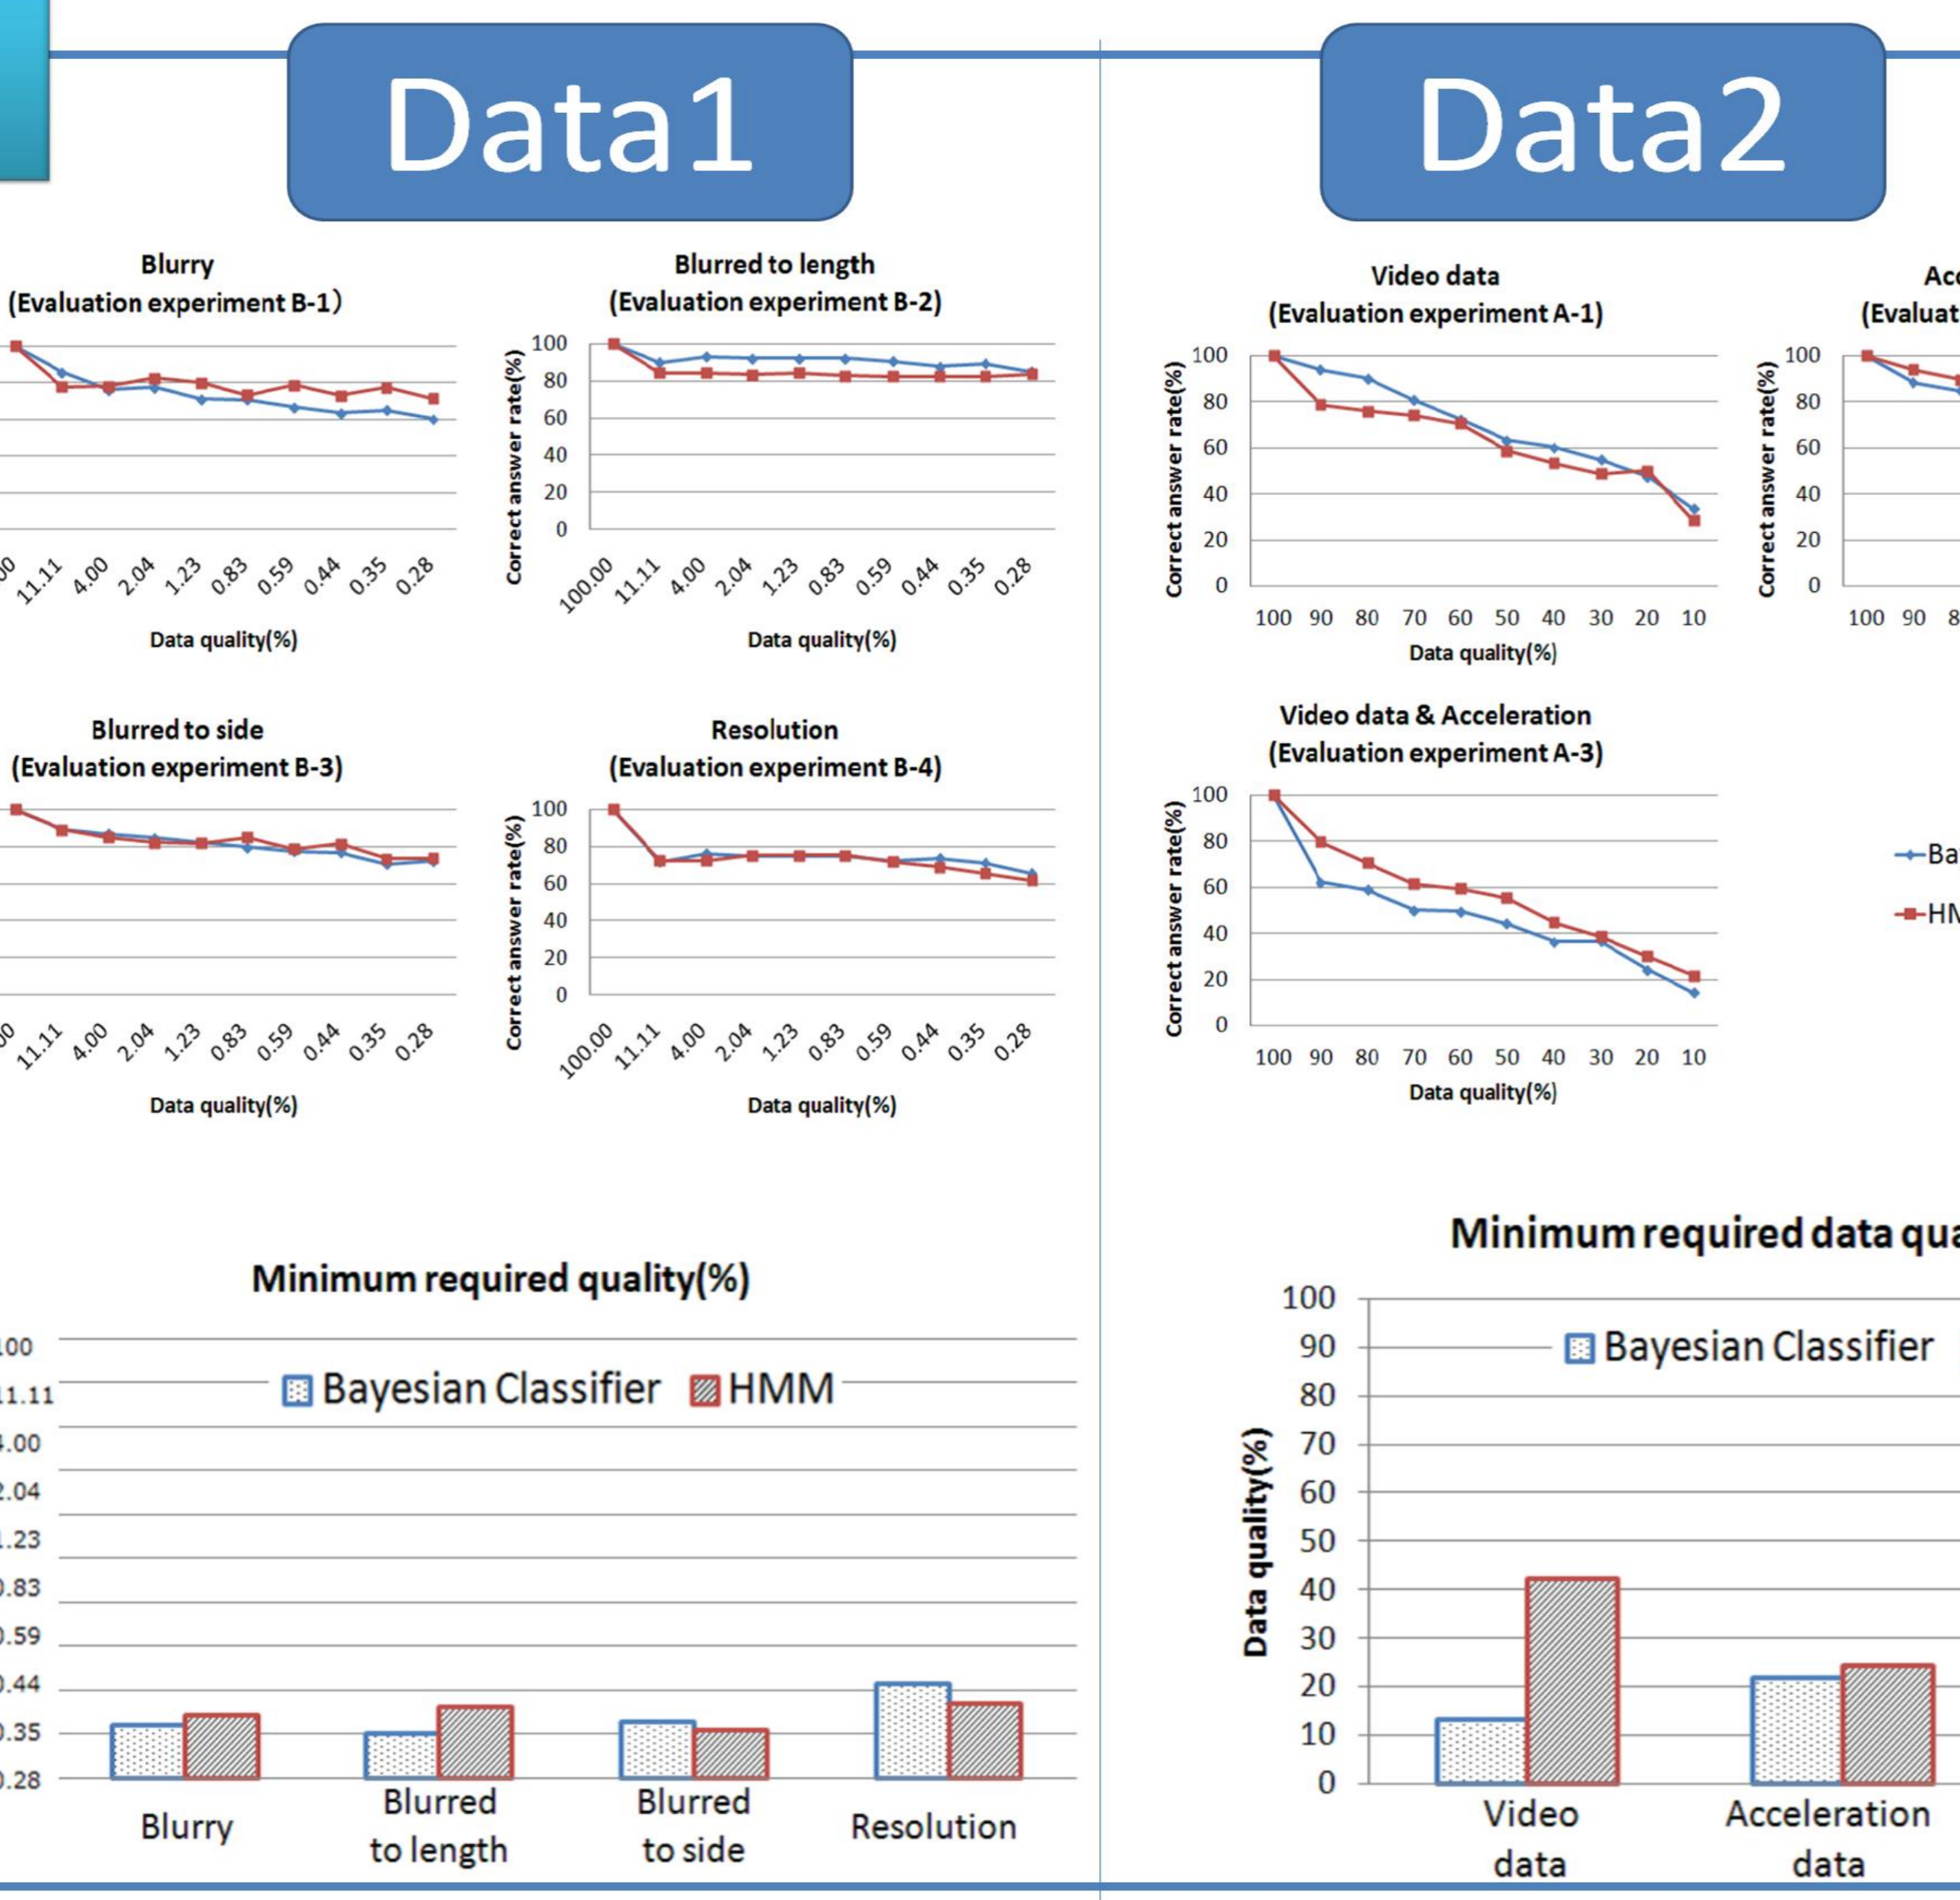 Data1
Data2
Blurry
(Evaluation experiment B-1)
11.11 4.00 2.04 1.23 0.83 0.59 0.44 0.35 0.28
Data quality(%)
Blurred to length
(Evaluation experiment B-2)
Correct answer rate(%)
100
80
60
40
20
0
100.00 11.11 4.00 2.04 1.23 0.83 0.59 0.44 0.35 0.28
Data quality(%)
Blurred to side
(Evaluation experiment B-3)
11.11 4.00 2.04 1.23 0.83 0.59 0.44 0.35 0.28
Data quality(%)
Resolution
(Evaluation experiment B-4)
Correct answer rate(%)
100
80
60
40
20
0
100.00 11.11 4.00 2.04 1.23 0.83 0.59 0.44 0.35 0.28
Data quality(%)
Minimum required quality(%)
Bayesian Classifier HMM
Blurry
Blurred
to length
Blurred
to side
Resolution
Video data
(Evaluation experiment A-1)
Correct answer rate(%)
100
80
60
40
20
0
100 90 80 70 60 50 40 30 20 10
Data quality(%)
Correct answer rate(%)
100
80
60
40
20
0
100 90
Video data & Acceleration
(Evaluation experiment A-3)
Correct answer rate(%)
100
80
60
40
20
0
100 90 80 70 60 50 40 30 20 10
Data quality(%)
Minimum required data
Bayesian Classifier
Data quality(%)
100
90
80
70
60
50
40
30
20
10
0
Video
data
Acceleration
data